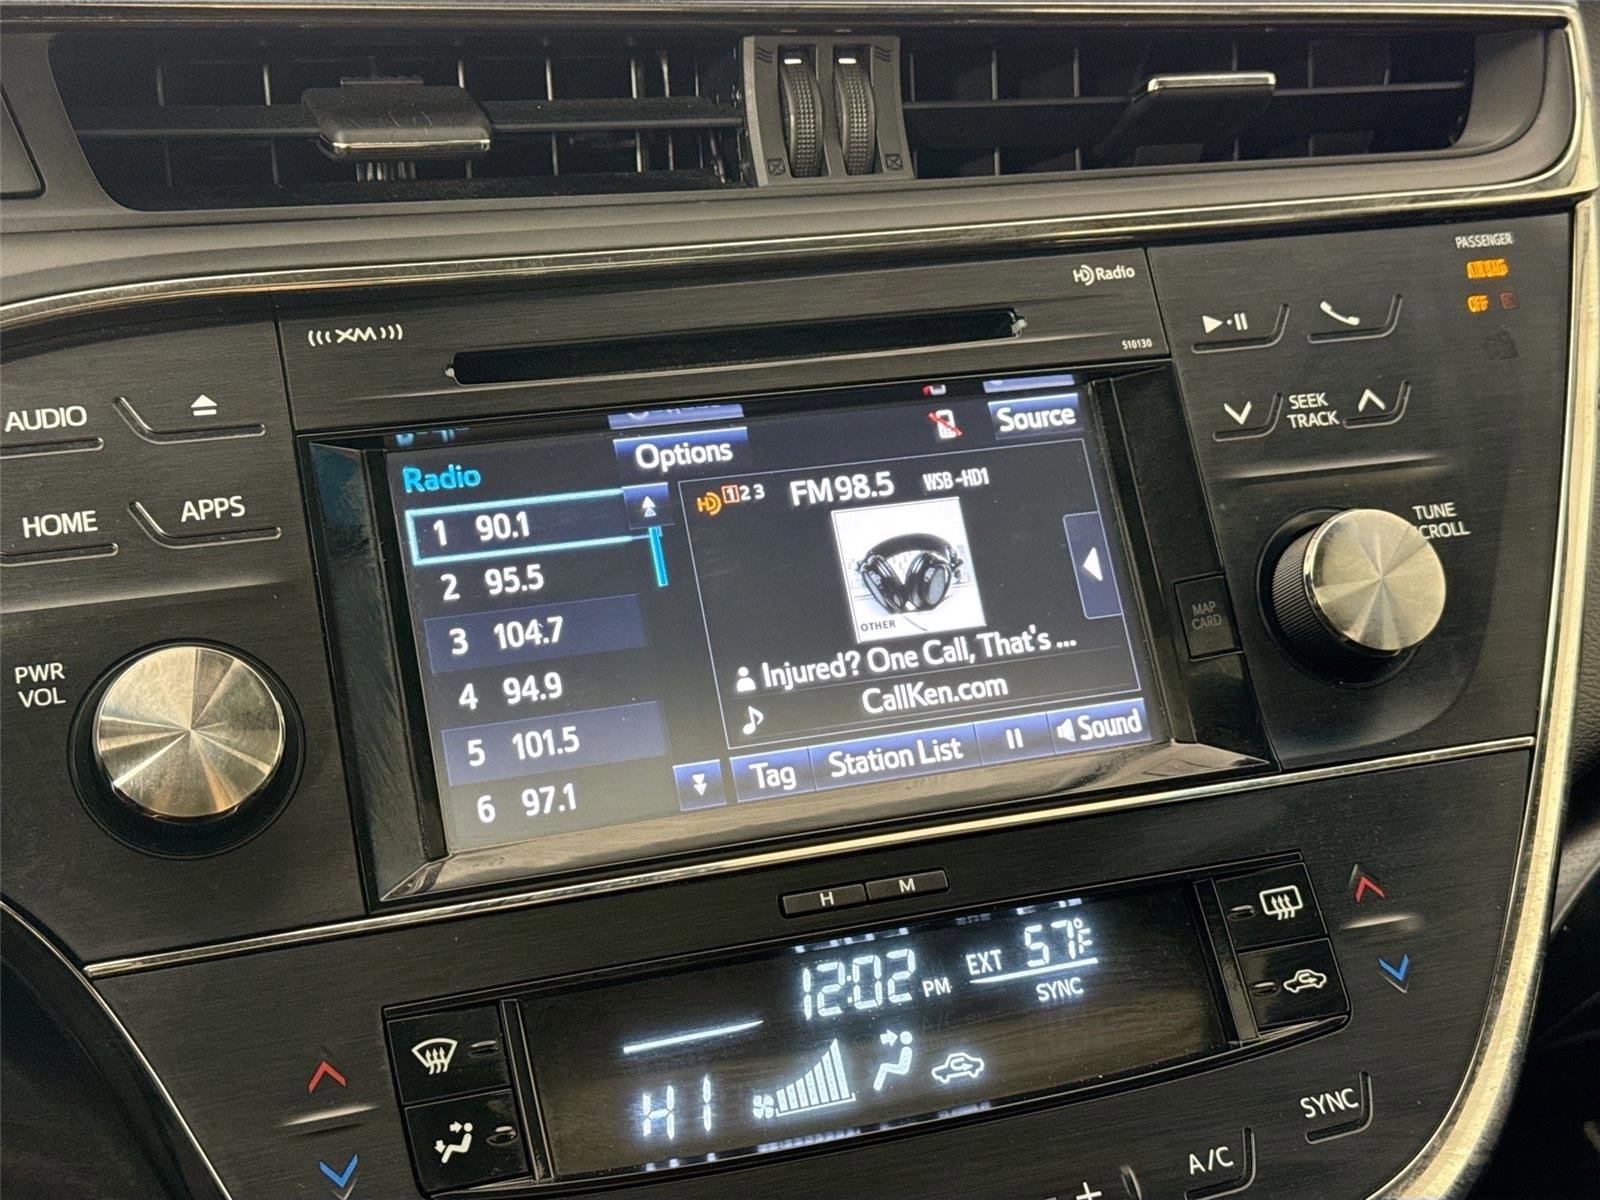 PASSENGER
AIRBAG
OFF
HD Radio
((( XM )))
510130
AUDIO
SEEK
TRACK
HOME
APPS
PWR
VOL
TUNE
SCROLL
MAP
CARD
Source
Options
Radio
1 90.1
2 95.5
3 104.7
4 94.9
5 101.5
6 97.1
HD 1 2 3
FM 98.5
WSB-HD1
OTHER
Injured? One Call, That's ...
CallKen.com
Tag
Station List
Sound
H
M
12:02 PM
EXT 57°F
SYNC
HI
SYNC
A/C